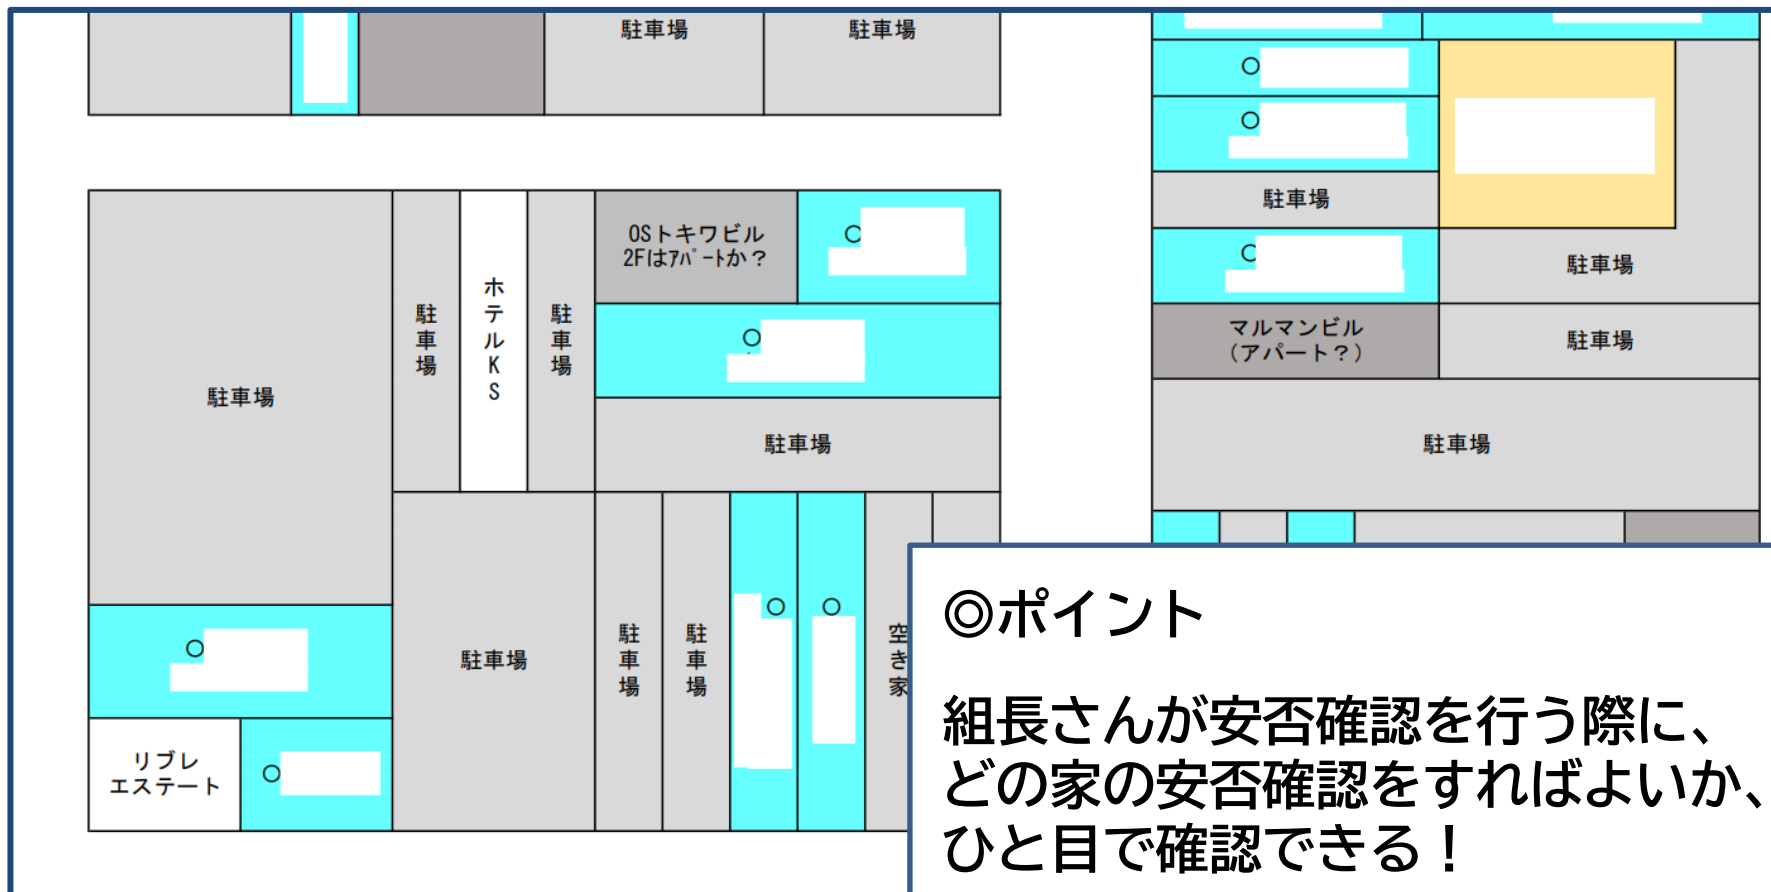 駐車場
駐車場
○
○
駐車場
○
駐車場
マルマンビル
（アパート？）
駐車場
駐車場
駐車場
駐車場
ホテルKS
駐車場
OSトキワビル
2Fはｱﾊﾟｰﾄか？
○
○
駐車場
○
リブレ
エステート
○
駐車場
駐車場
駐車場
○
○
空き家
◎ポイント
組長さんが安否確認を行う際に、
どの家の安否確認をすればよいか、
ひと目で確認できる！